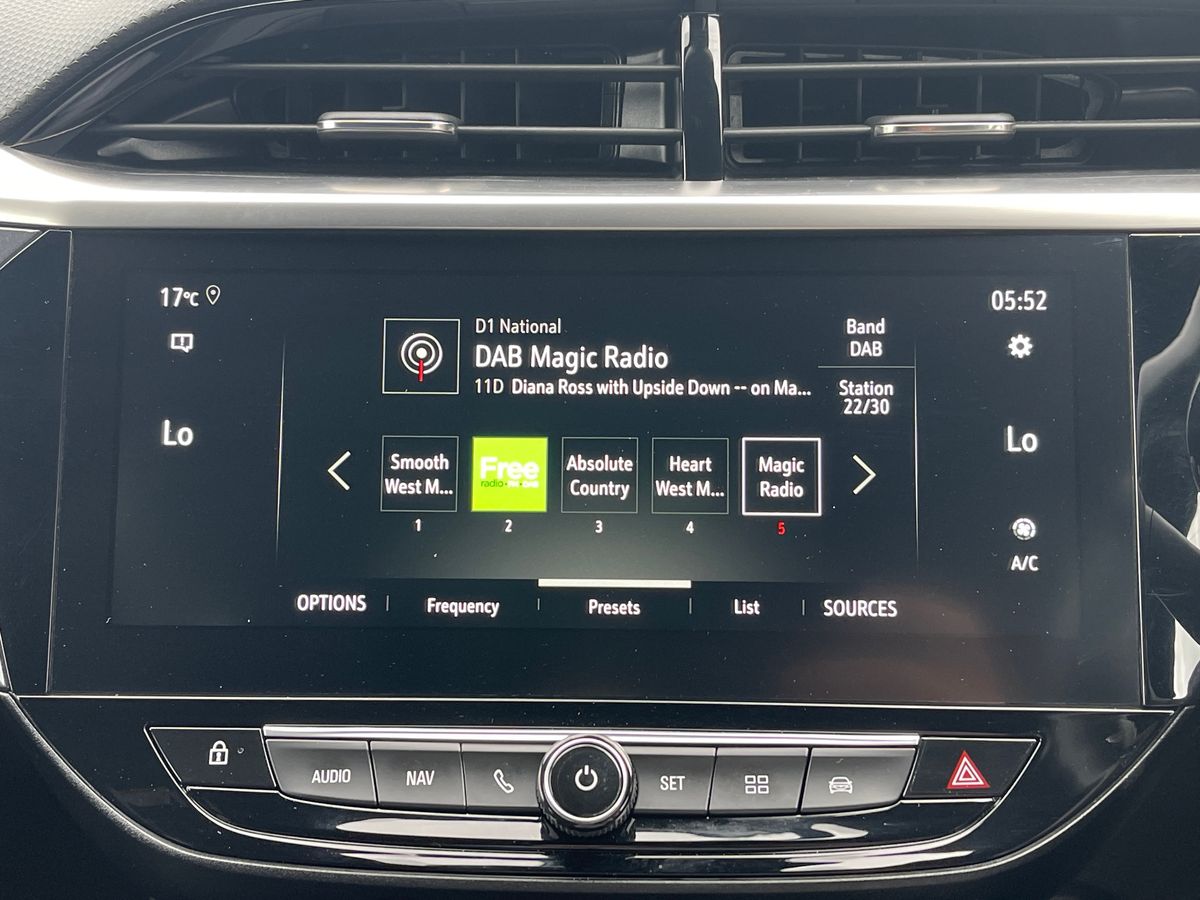 17°C
05:52
D1 National
DAB Magic Radio
11D Diana Ross with Upside Down -- on Ma...
Band
DAB
Station
22/30
Lo
Lo
Smooth
West M...
Free
radio
Absolute
Country
Heart
West M...
Magic
Radio
1
2
3
4
5
A/C
OPTIONS
Frequency
Presets
List
SOURCES
AUDIO
NAV
SET